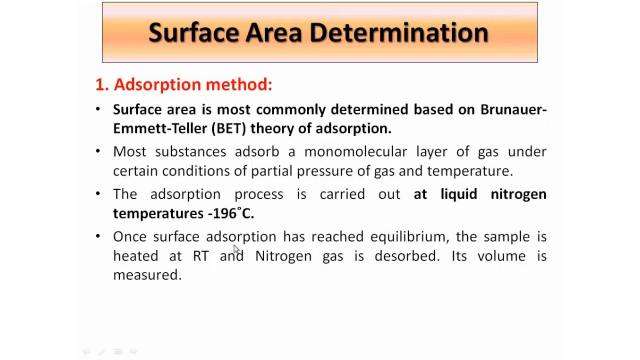 Surface Area Determination
1. Adsorption method:
• Surface area is most commonly determined based on Brunauer-
Emmett-Teller (BET) theory of adsorption.
• Most substances adsorb a monomolecular layer of gas under
certain conditions of partial pressure of gas and temperature.
• The adsorption process is carried out at liquid nitrogen
temperatures -196˚C.
• Once surface adsorption has reached equilibrium, the sample is
heated at RT and Nitrogen gas is desorbed. Its volume is
measured.